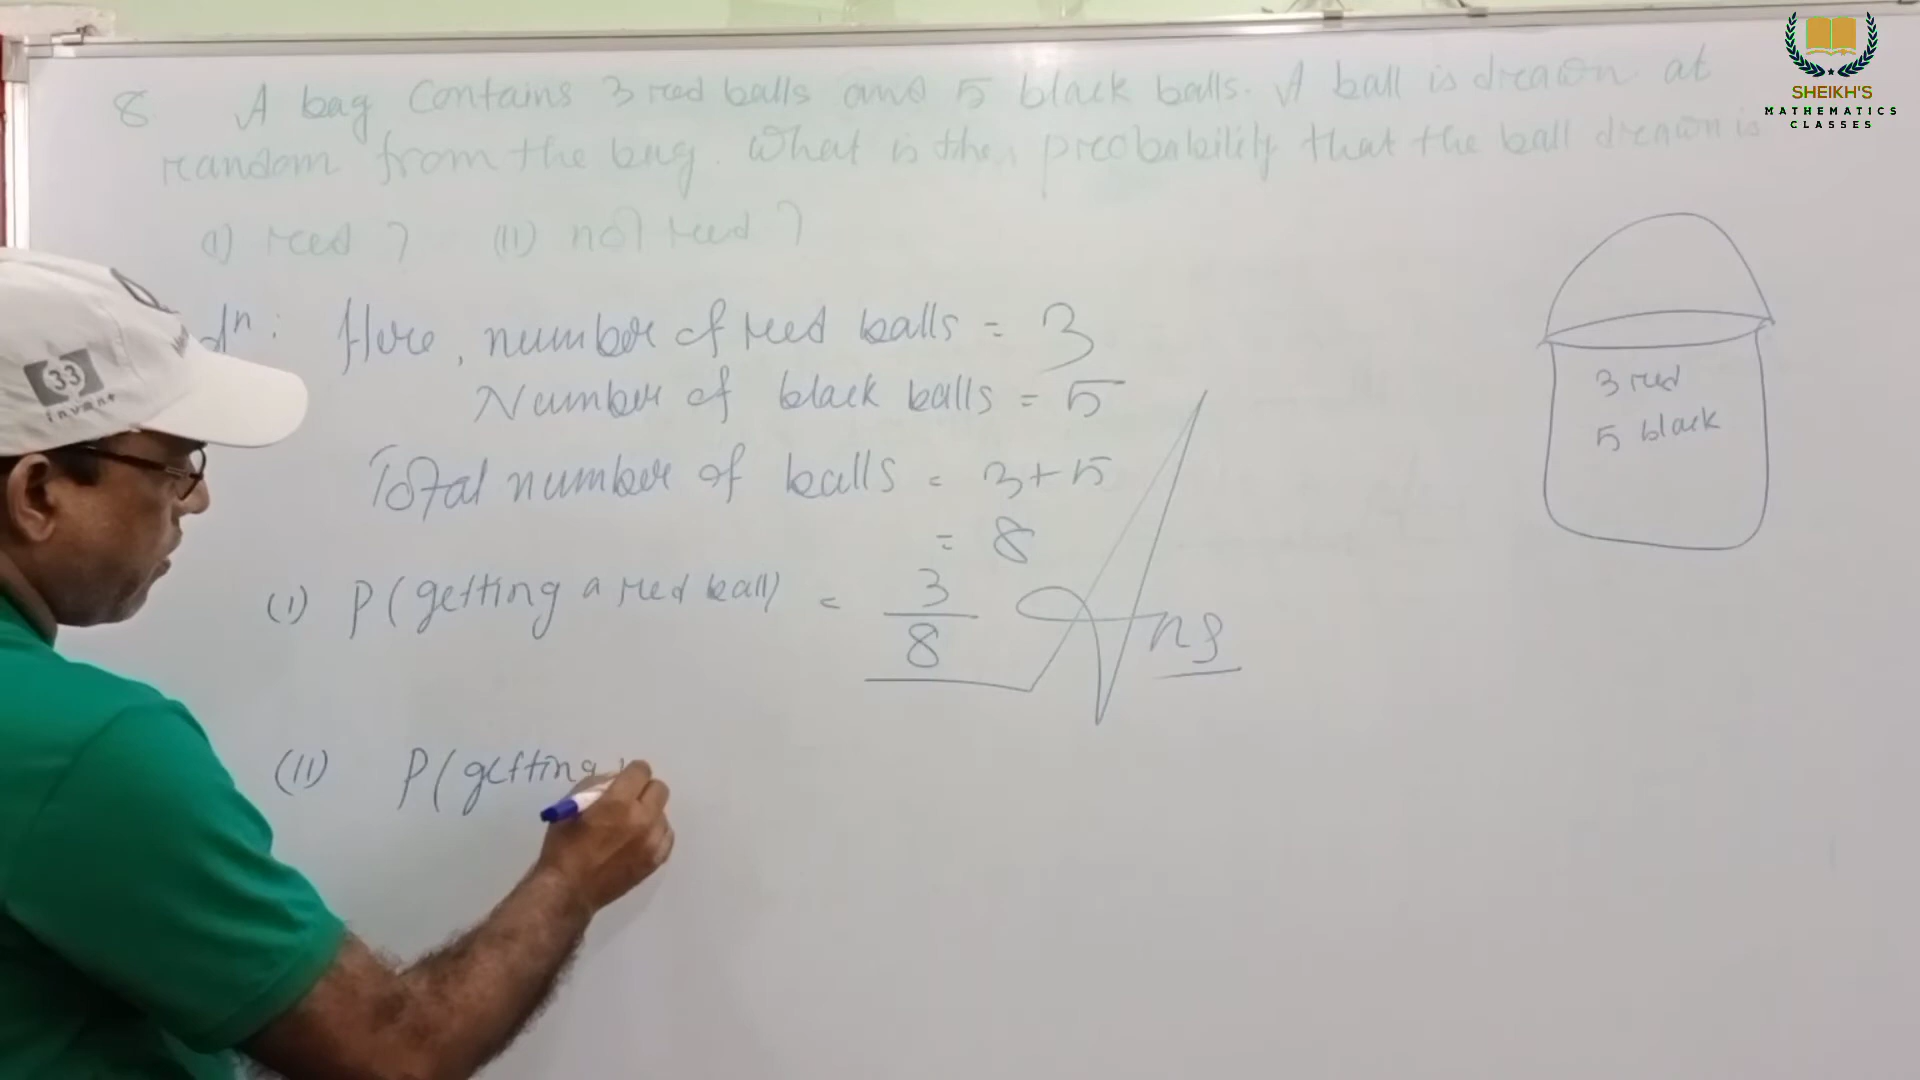 SHEIKH'S
MATHEMATICS
CLASSES
8 A bag contains 3 red balls and 5 black balls. A ball is drawn at
random from the bag. What is the probability that the ball drawn is
(i) red ? (ii) not red ?
Here, number of red balls = 3
Number of black balls = 5
Total number of balls = 3+5
= 8
(i) P(getting a red ball) = 3/8 Ans
(ii) P(getting
3 red
5 black
33
invent